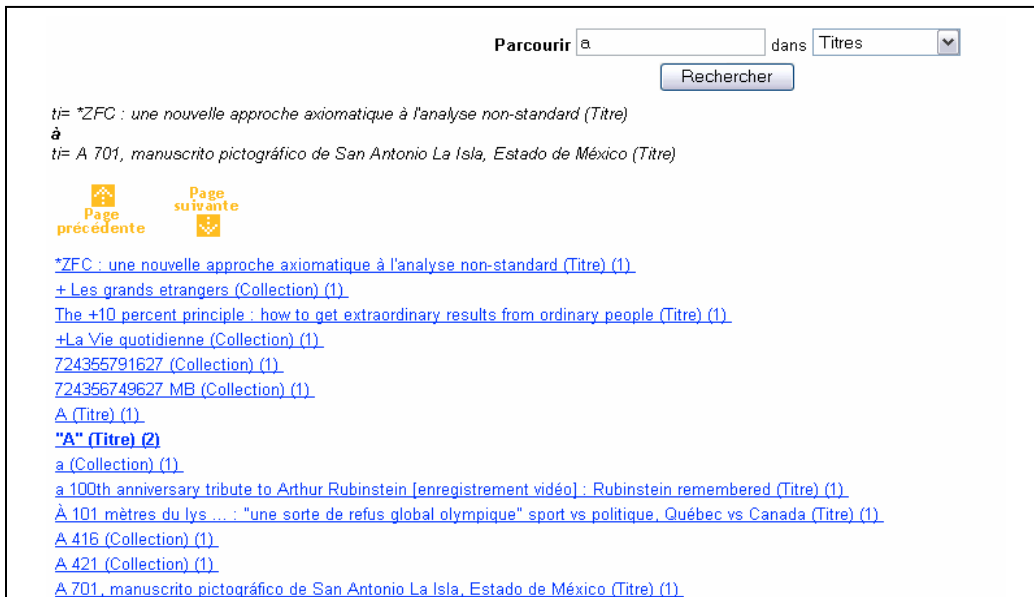 Parcourir a dans Titres
Rechercher
ti= *ZFC : une nouvelle approche axiomatique à l'analyse non-standard (Titre)
à
ti= A 701, manuscrito pictográfico de San Antonio La Isla, Estado de México (Titre)
Page précédente
Page suivante
*ZFC : une nouvelle approche axiomatique à l'analyse non-standard (Titre) (1)
+ Les grands etrangers (Collection) (1)
The +10 percent principle : how to get extraordinary results from ordinary people (Titre) (1)
+La Vie quotidienne (Collection) (1)
724355791627 (Collection) (1)
724356749627 MB (Collection) (1)
A (Titre) (1)
"A" (Titre) (2)
a (Collection) (1)
a 100th anniversary tribute to Arthur Rubinstein [enregistrement vidéo] : Rubinstein remembered (Titre) (1)
À 101 mètres du lys ... : "une sorte de refus global olympique" sport vs politique, Québec vs Canada (Titre) (1)
A 416 (Collection) (1)
A 421 (Collection) (1)
A 701, manuscrito pictográfico de San Antonio La Isla, Estado de México (Titre) (1)